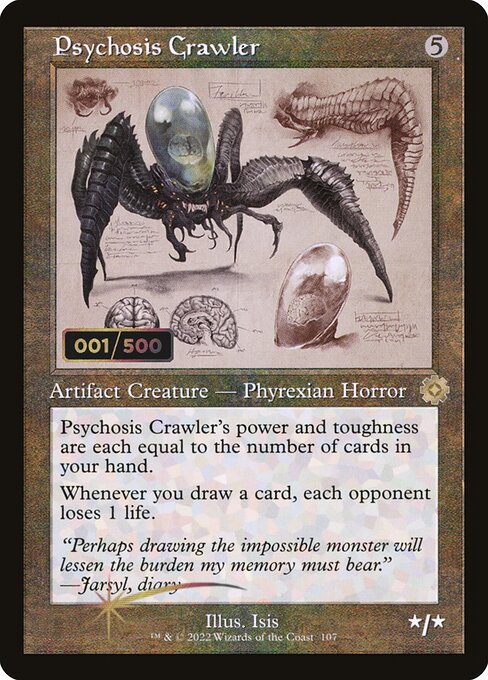 Psychosis Crawler 5
001/500
Artifact Creature — Phyrexian Horror
Psychosis Crawler's power and toughness
are each equal to the number of cards in
your hand.
Whenever you draw a card, each opponent
loses 1 life.
“Perhaps drawing the impossible monster will
lessen the burden my memory must bear.”
—Jarsyl, diary
Illus. Isis
™ & © 2022 Wizards of the Coast 107
★/★